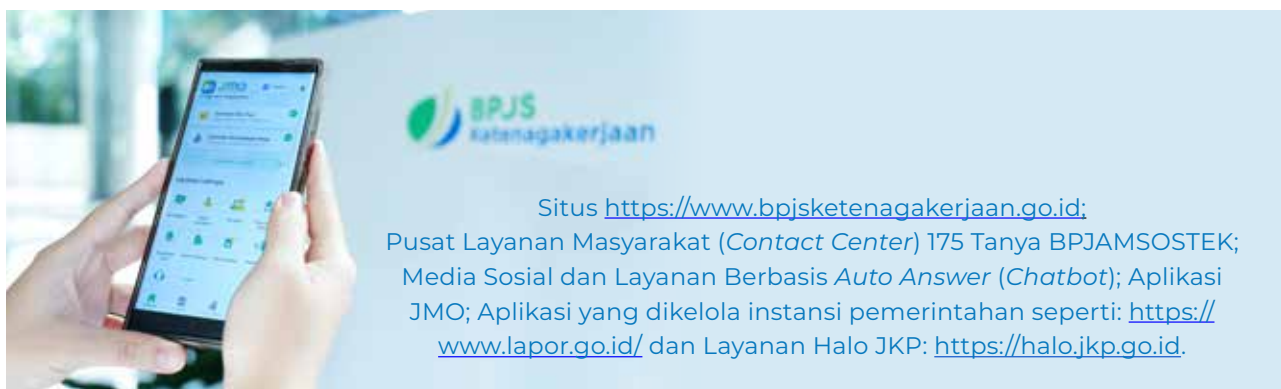 JMO
BPJS
Ketenagakerjaan
Situs https://www.bpjsketenagakerjaan.go.id;
Pusat Layanan Masyarakat (Contact Center) 175 Tanya BPJAMSOSTEK;
Media Sosial dan Layanan Berbasis Auto Answer (Chatbot); Aplikasi
JMO; Aplikasi yang dikelola instansi pemerintahan seperti: https://
www.lapor.go.id/ dan Layanan Halo JKP: https://halo.jkp.go.id.